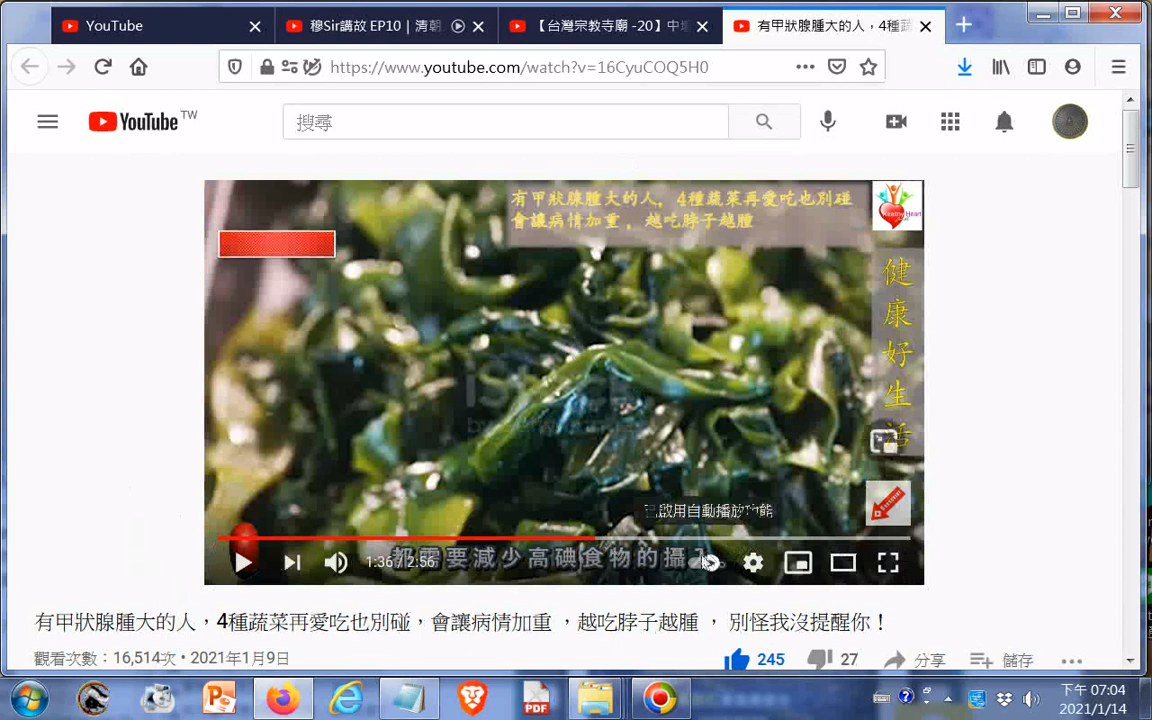 YouTube
穆Sir講故 EP10 | 清朝
【台灣宗教寺廟 -20】中壢
有甲狀腺腫大的人，4種蔬
https://www.youtube.com/watch?v=16CyuCOQ5H0
YouTube TW
搜尋
有甲狀腺腫大的人, 4種蔬菜再愛吃也別碰
會讓病情加重, 越吃脖子越腫
Healthy Heart
健康好生活
iStock
已啟用自動播放功能
都需要減少高碘食物的攝入。
1:36 / 2:56
有甲狀腺腫大的人，4種蔬菜再愛吃也別碰，會讓病情加重 ，越吃脖子越腫 ， 別怪我沒提醒你！
觀看次數：16,514次 • 2021年1月9日
245
27
分享
儲存
PDF
下午 07:04
2021/1/14